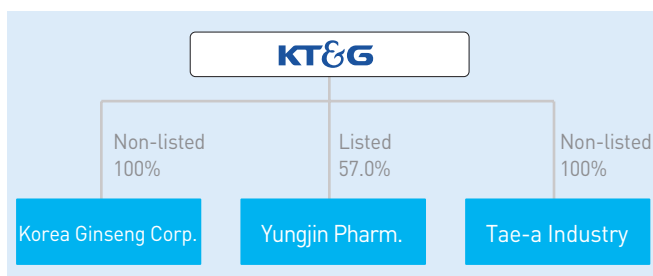 KT&G
Non-listed
100%
Listed
57.0%
Non-listed
100%
Korea Ginseng Corp.
Yungjin Pharm.
Tae-a Industry